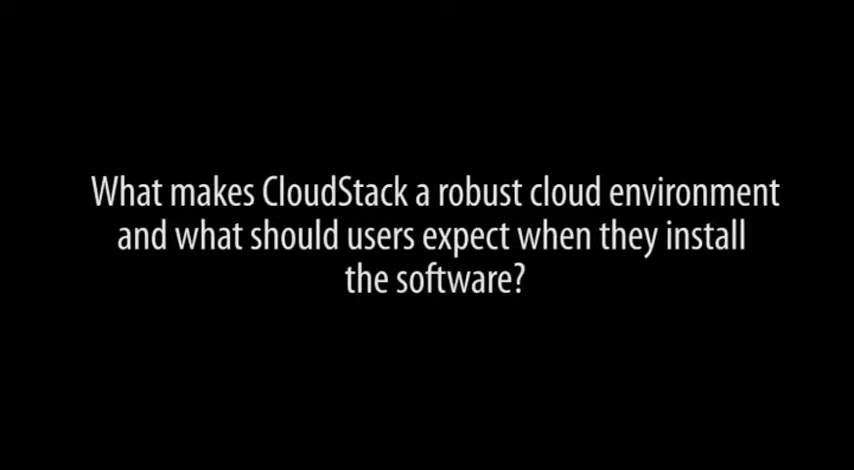 What makes CloudStack a robust cloud environment
and what should users expect when they install
the software?